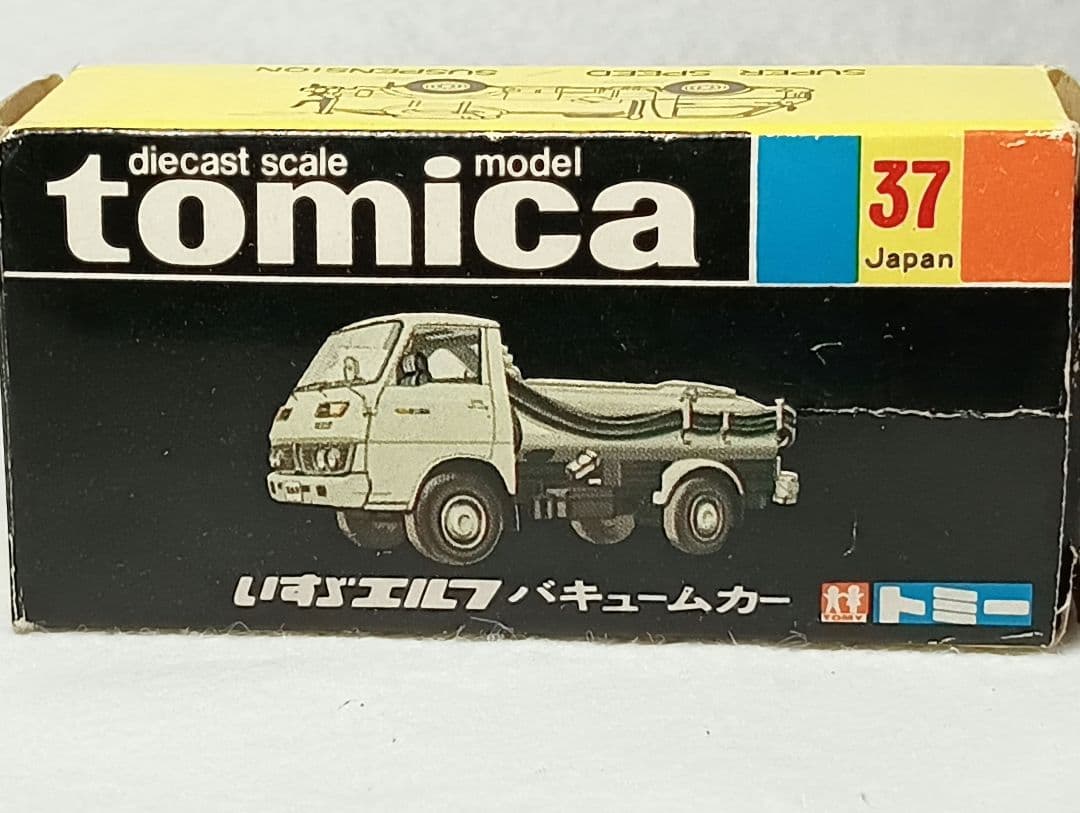 SUPER SPEED / SUSPENSION
diecast scale model
tomica
37
Japan
いすゞエルフ バキュームカー
TOMY
トミー